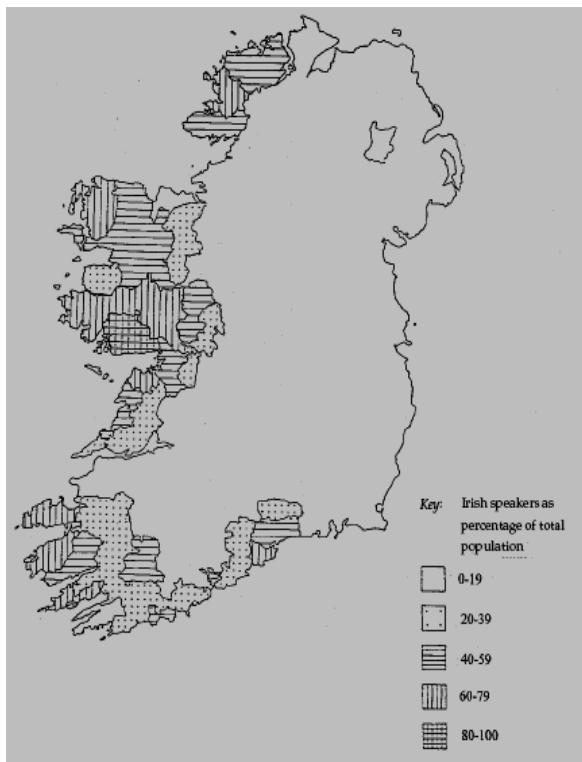 Key: Irish speakers as
percentage of total
population
0-19
20-39
40-59
60-79
80-100